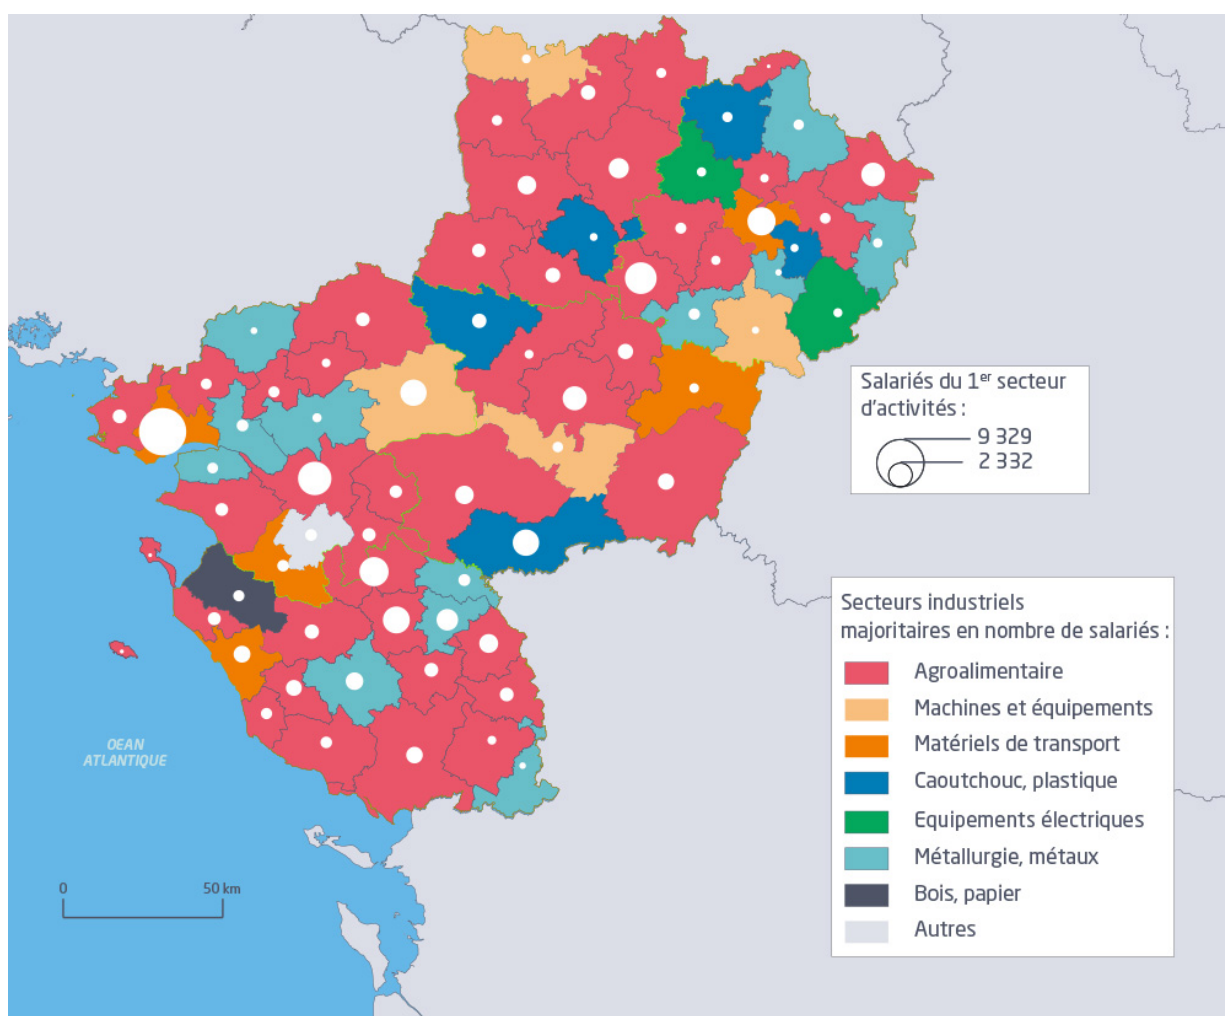 Salariés du 1er secteur
d'activités :
9 329
2 332
Secteurs industriels
majoritaires en nombre de salariés :
Agroalimentaire
Machines et équipements
Matériels de transport
Caoutchouc, plastique
Equipements électriques
Métallurgie, métaux
Bois, papier
Autres
OEAN
ATLANTIQUE
0 50 km